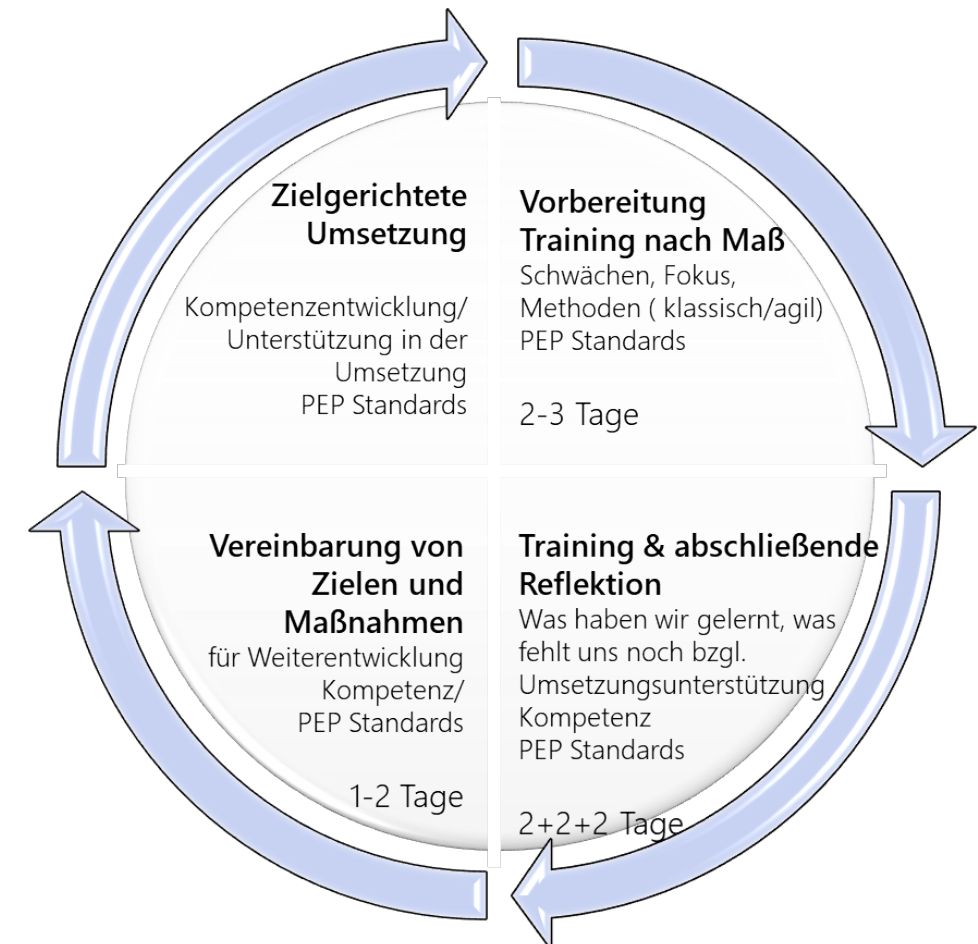 Zielgerichtete
Umsetzung
Kompetenzentwicklung/
Unterstützung in der
Umsetzung
PEP Standards
Vorbereitung
Training nach Maß
Schwächen, Fokus,
Methoden ( klassisch/agil)
PEP Standards
2-3 Tage
Vereinbarung von
Zielen und
Maßnahmen
für Weiterentwicklung
Kompetenz/
PEP Standards
1-2 Tage
Training & abschließende
Reflektion
Was haben wir gelernt, was
fehlt uns noch bzgl.
Umsetzungsunterstützung
Kompetenz
PEP Standards
2+2+2 Tage